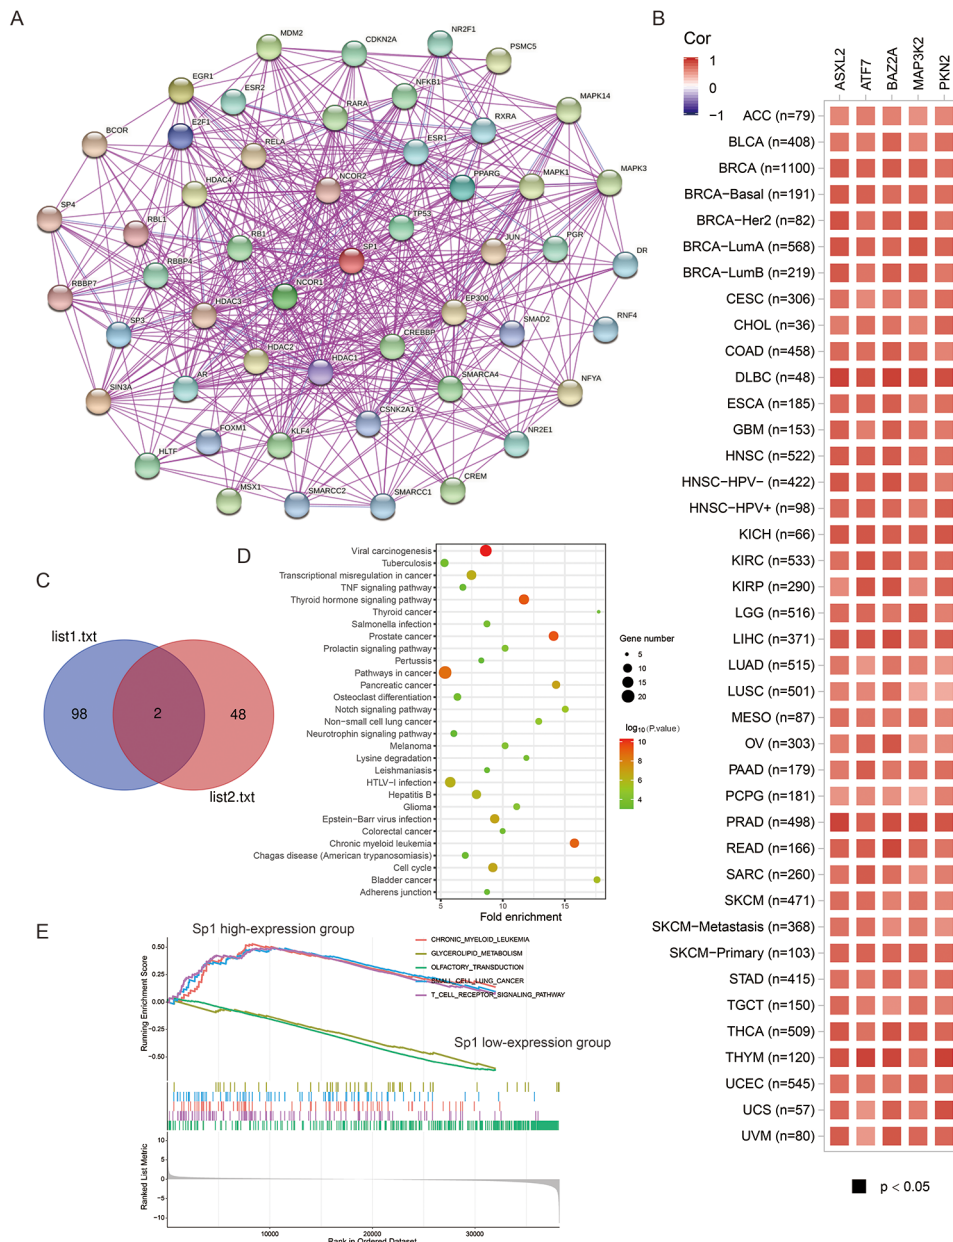 A
MDM2
CDKN2A
NR2F1
PSMC5
EGR1
ESR2
NFKB1
RARA
MAPK14
E2F1
RXRA
BCOR
RELA
ESR1
HDAC4
NCOR2
PPARG
MAPK1
MAPK3
SP4
RBL1
TP53
RB1
SP1
JUN
PGR
RBBP4
DR
RBBP7
NCOR1
HDAC3
EP300
SP3
SMAD2
RNF4
CREBBP
HDAC2
HDAC1
AR
SMARCA4
SIN3A
NFYA
CSNK2A1
FOXM1
KLF4
NR2E1
HLTF
MSX1
SMARCC2
SMARCC1
CREM
B
Cor
1
0
−1
ASXL2
ATF7
BAZ2A
MAP3K2
PKN2
ACC (n=79)
BLCA (n=408)
BRCA (n=1100)
BRCA−Basal (n=191)
BRCA−Her2 (n=82)
BRCA−LumA (n=568)
BRCA−LumB (n=219)
CESC (n=306)
CHOL (n=36)
COAD (n=458)
DLBC (n=48)
ESCA (n=185)
GBM (n=153)
HNSC (n=522)
HNSC−HPV− (n=422)
HNSC−HPV+ (n=98)
KICH (n=66)
KIRC (n=533)
KIRP (n=290)
LGG (n=516)
LIHC (n=371)
LUAD (n=515)
LUSC (n=501)
MESO (n=87)
OV (n=303)
PAAD (n=179)
PCPG (n=181)
PRAD (n=498)
READ (n=166)
SARC (n=260)
SKCM (n=471)
SKCM−Metastasis (n=368)
SKCM−Primary (n=103)
STAD (n=415)
TGCT (n=150)
THCA (n=509)
THYM (n=120)
UCEC (n=545)
UCS (n=57)
UVM (n=80)
p < 0.05
C
list1.txt
98
2
48
list2.txt
D
Viral carcinogenesis
Tuberculosis
Transcriptional misregulation in cancer
TNF signaling pathway
Thyroid hormone signaling pathway
Thyroid cancer
Salmonella infection
Prostate cancer
Prolactin signaling pathway
Pertussis
Pathways in cancer
Pancreatic cancer
Osteoclast differentiation
Notch signaling pathway
Non−small cell lung cancer
Neurotrophin signaling pathway
Melanoma
Lysine degradation
Leishmaniasis
HTLV−I infection
Hepatitis B
Glioma
Epstein−Barr virus infection
Colorectal cancer
Chronic myeloid leukemia
Chagas disease (American trypanosomiasis)
Cell cycle
Bladder cancer
Adherens junction
5
10
15
Fold enrichment
Gene number
5
10
15
20
log10(P.value)
10
8
6
4
E
Sp1 high-expression group
CHRONIC_MYELOID_LEUKEMIA
GLYCEROLIPID_METABOLISM
OLFACTORY_TRANSDUCTION
SMALL_CELL_LUNG_CANCER
T_CELL_RECEPTOR_SIGNALING_PATHWAY
Sp1 low-expression group
Running Enrichment Score
0.50
0.25
0.00
−0.25
−0.50
Ranked List Metric
10
5
0
−5
−10
10000
20000
30000
Rank in Ordered Dataset